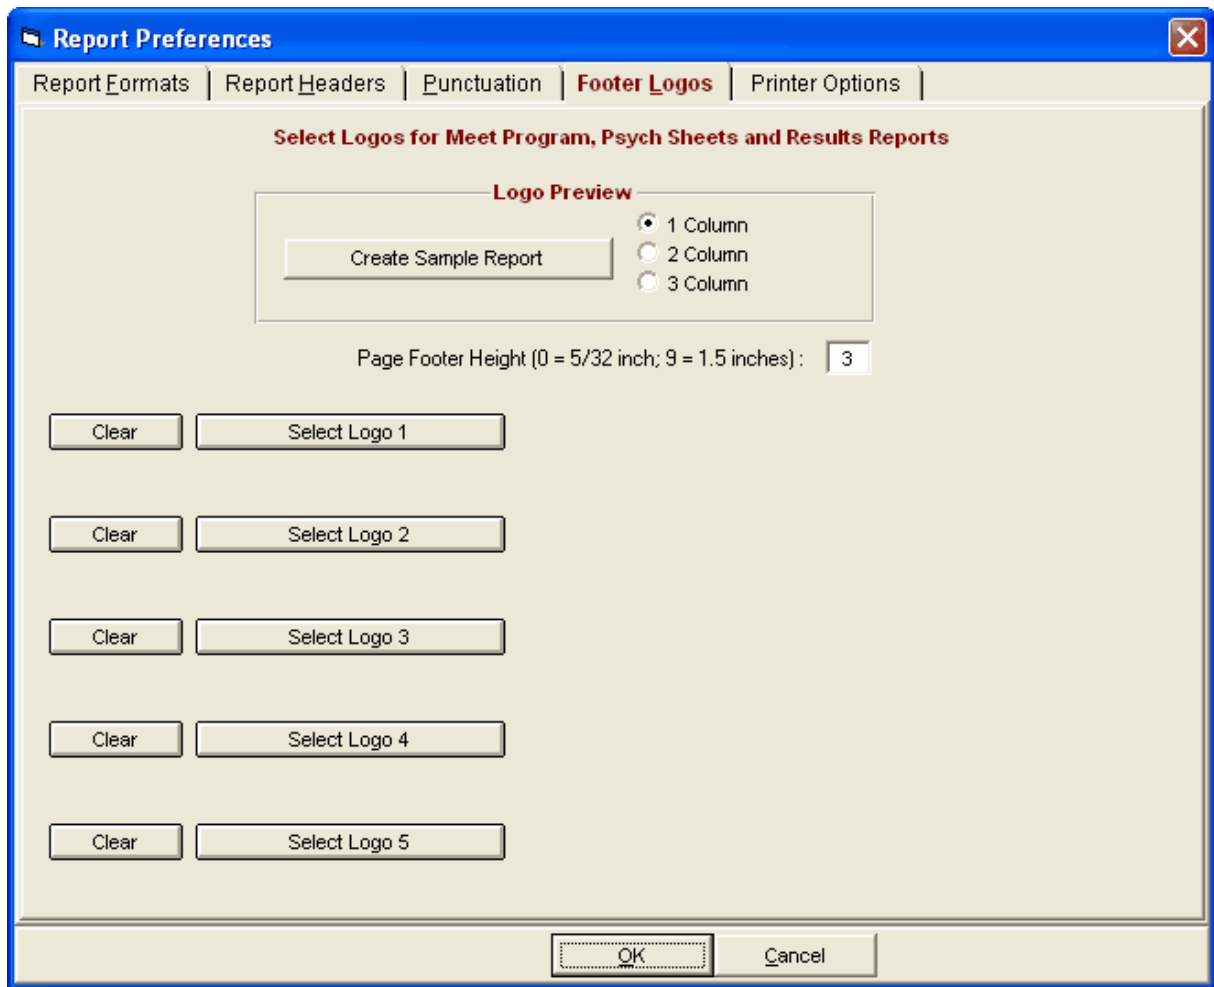 Report Preferences
Report Formats
Report Headers
Punctuation
Footer Logos
Printer Options
Select Logos for Meet Program, Psych Sheets and Results Reports
Logo Preview
Create Sample Report
1 Column
2 Column
3 Column
Page Footer Height (0 = 5/32 inch; 9 = 1.5 inches) : 3
Clear Select Logo 1
Clear Select Logo 2
Clear Select Logo 3
Clear Select Logo 4
Clear Select Logo 5
OK Cancel